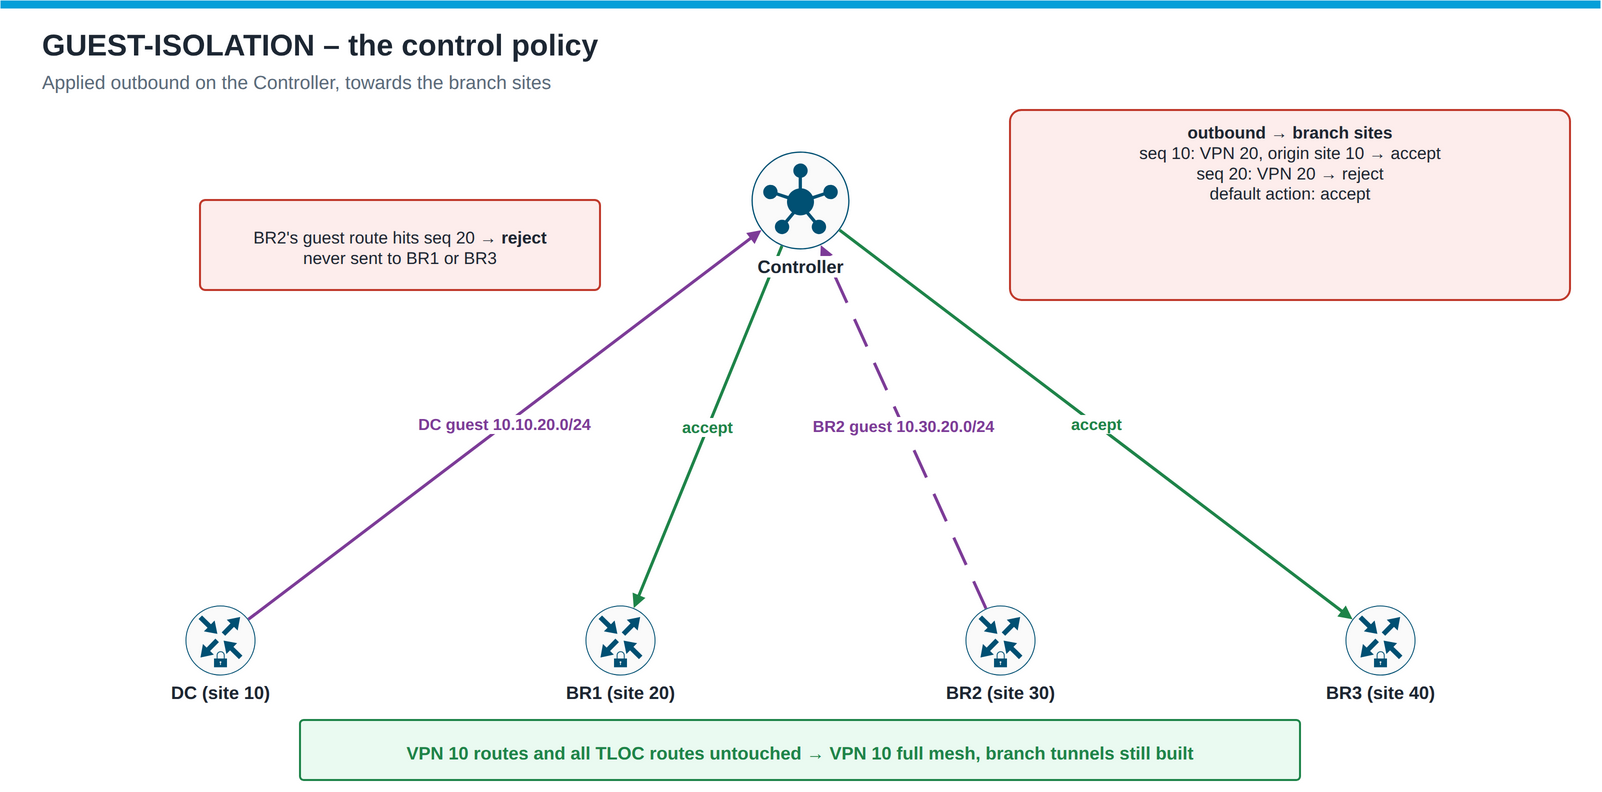 GUEST-ISOLATION – the control policy
Applied outbound on the Controller, towards the branch sites
outbound → branch sites
seq 10: VPN 20, origin site 10 → accept
seq 20: VPN 20 → reject
default action: accept
BR2's guest route hits seq 20 → reject
never sent to BR1 or BR3
Controller
DC guest 10.10.20.0/24
accept
BR2 guest 10.30.20.0/24
accept
DC (site 10)
BR1 (site 20)
BR2 (site 30)
BR3 (site 40)
VPN 10 routes and all TLOC routes untouched → VPN 10 full mesh, branch tunnels still built